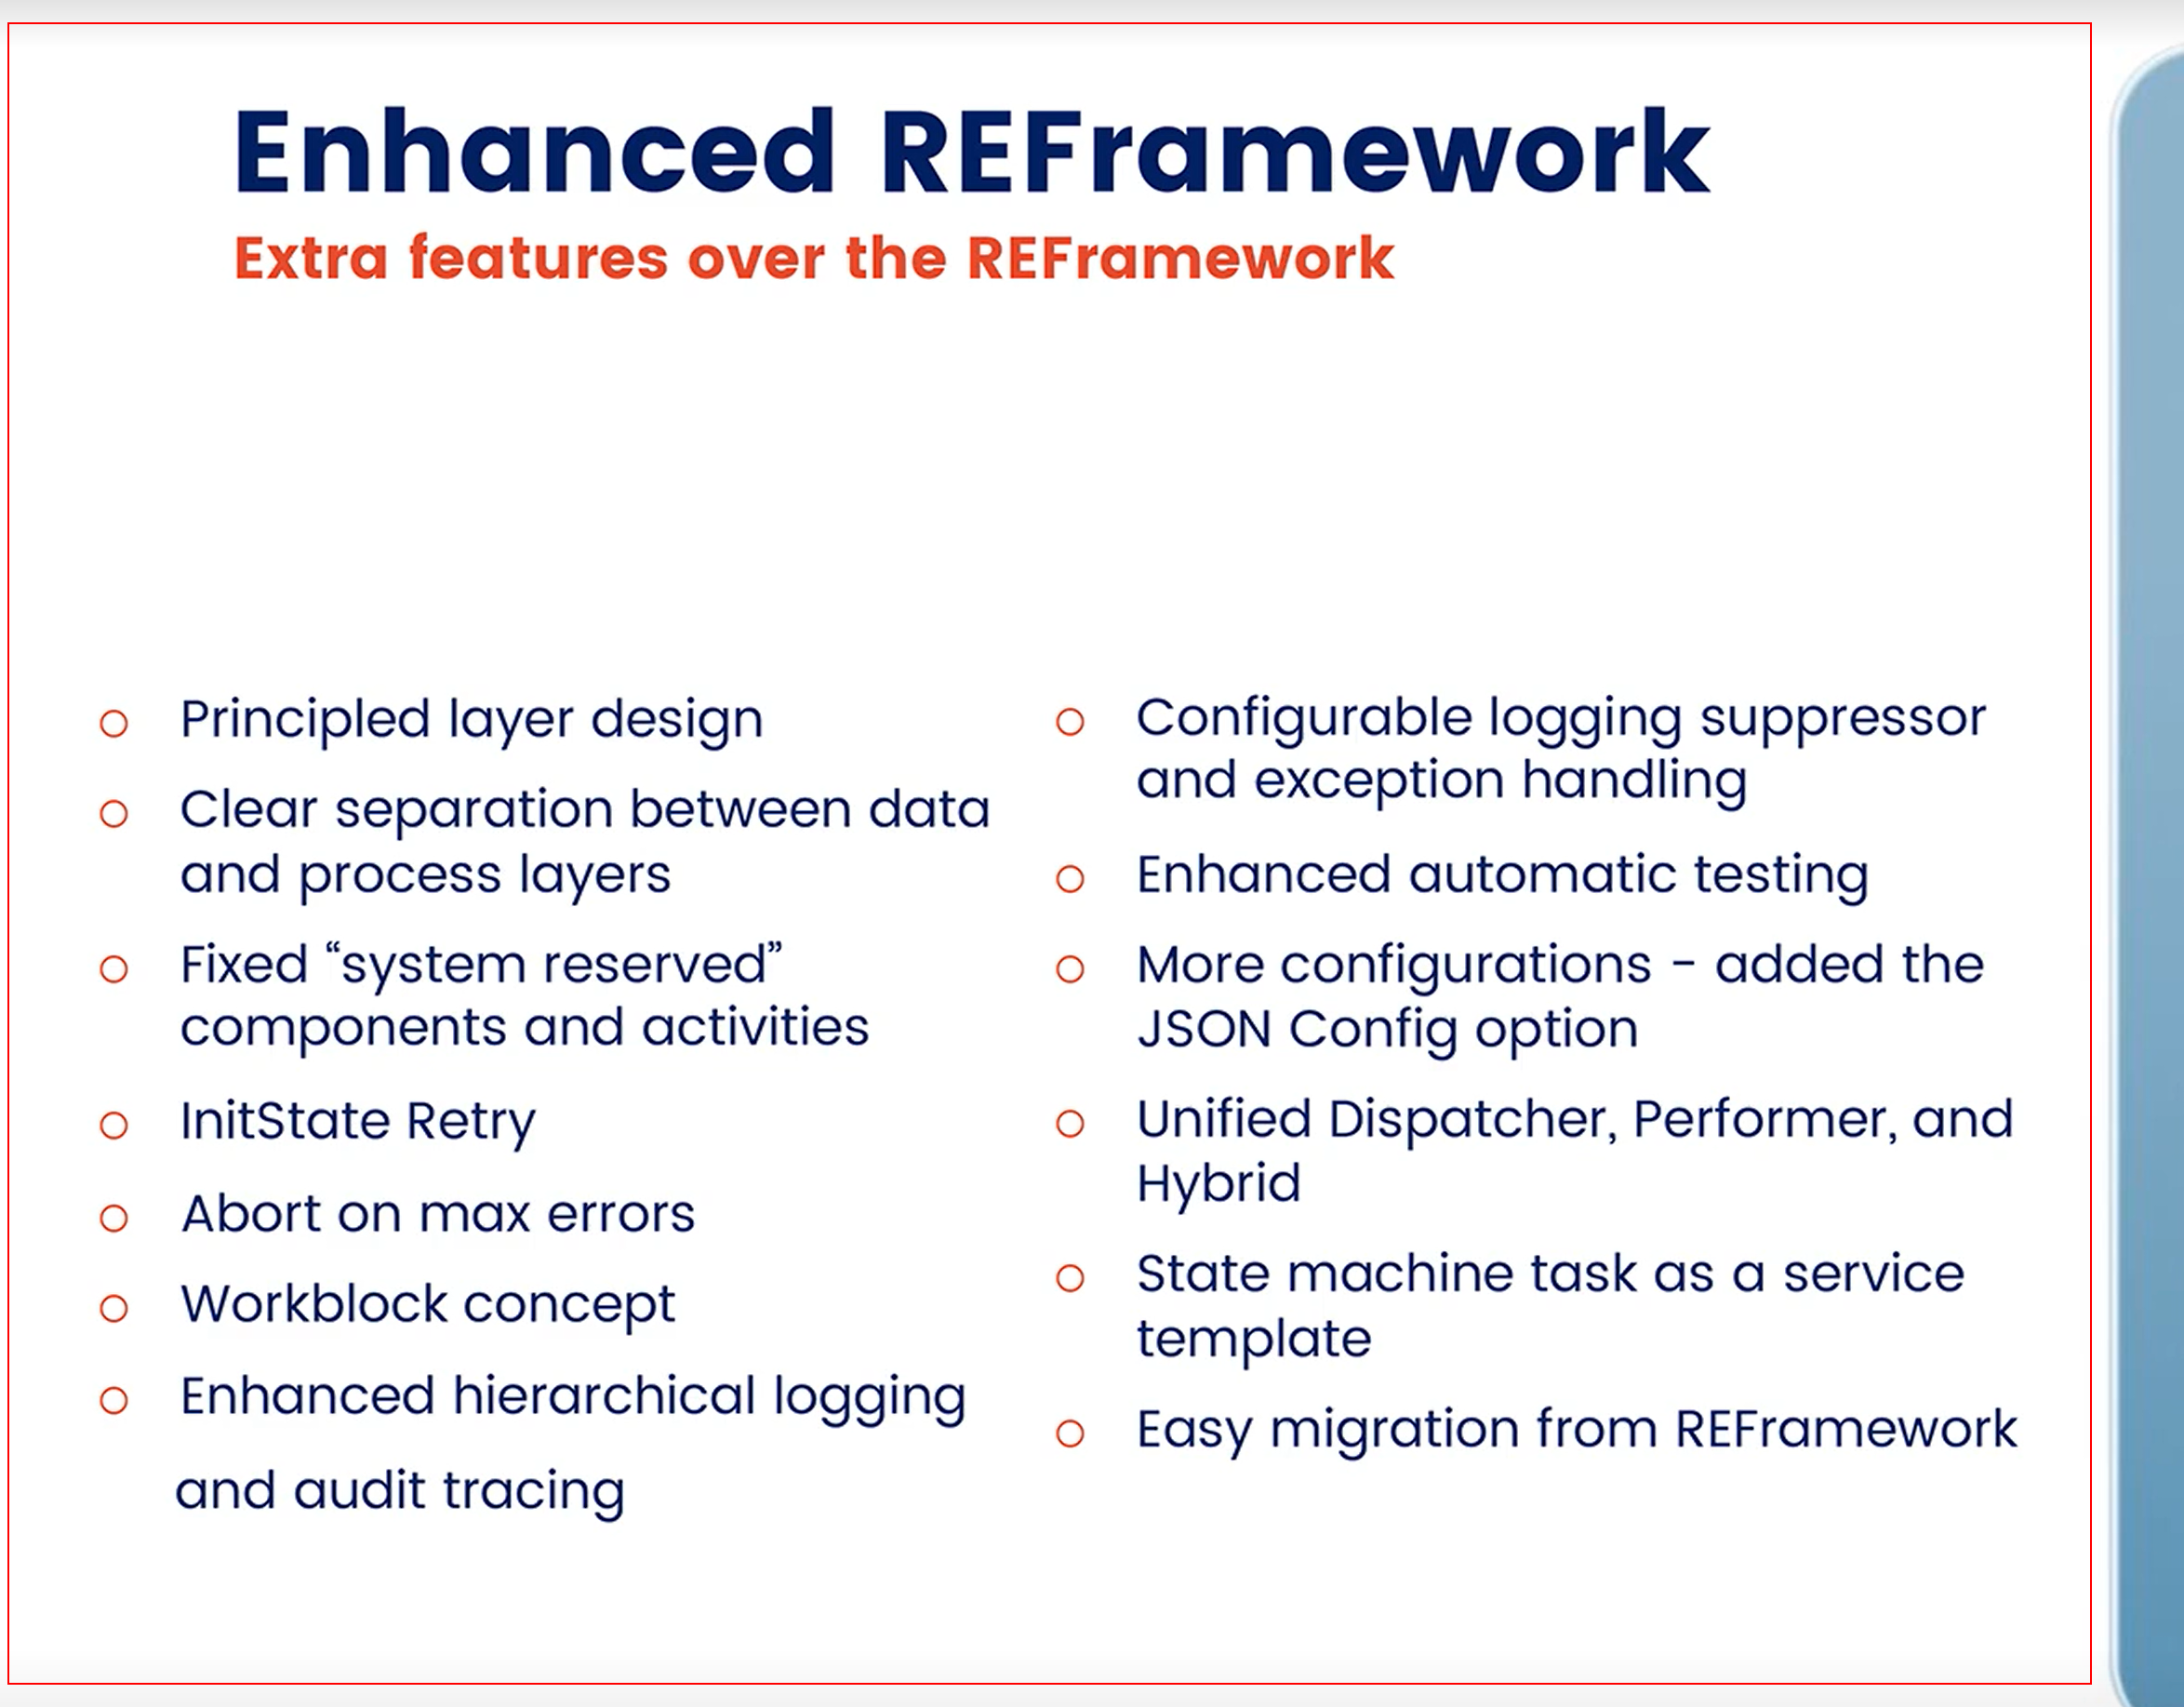 Enhanced REFramework
Extra features over the REFramework
Principled layer design
Clear separation between data
and process layers
Fixed “system reserved”
components and activities
InitState Retry
Abort on max errors
Workblock concept
Enhanced hierarchical logging
and audit tracing
Configurable logging suppressor
and exception handling
Enhanced automatic testing
More configurations - added the
JSON Config option
Unified Dispatcher, Performer, and
Hybrid
State machine task as a service
template
Easy migration from REFramework